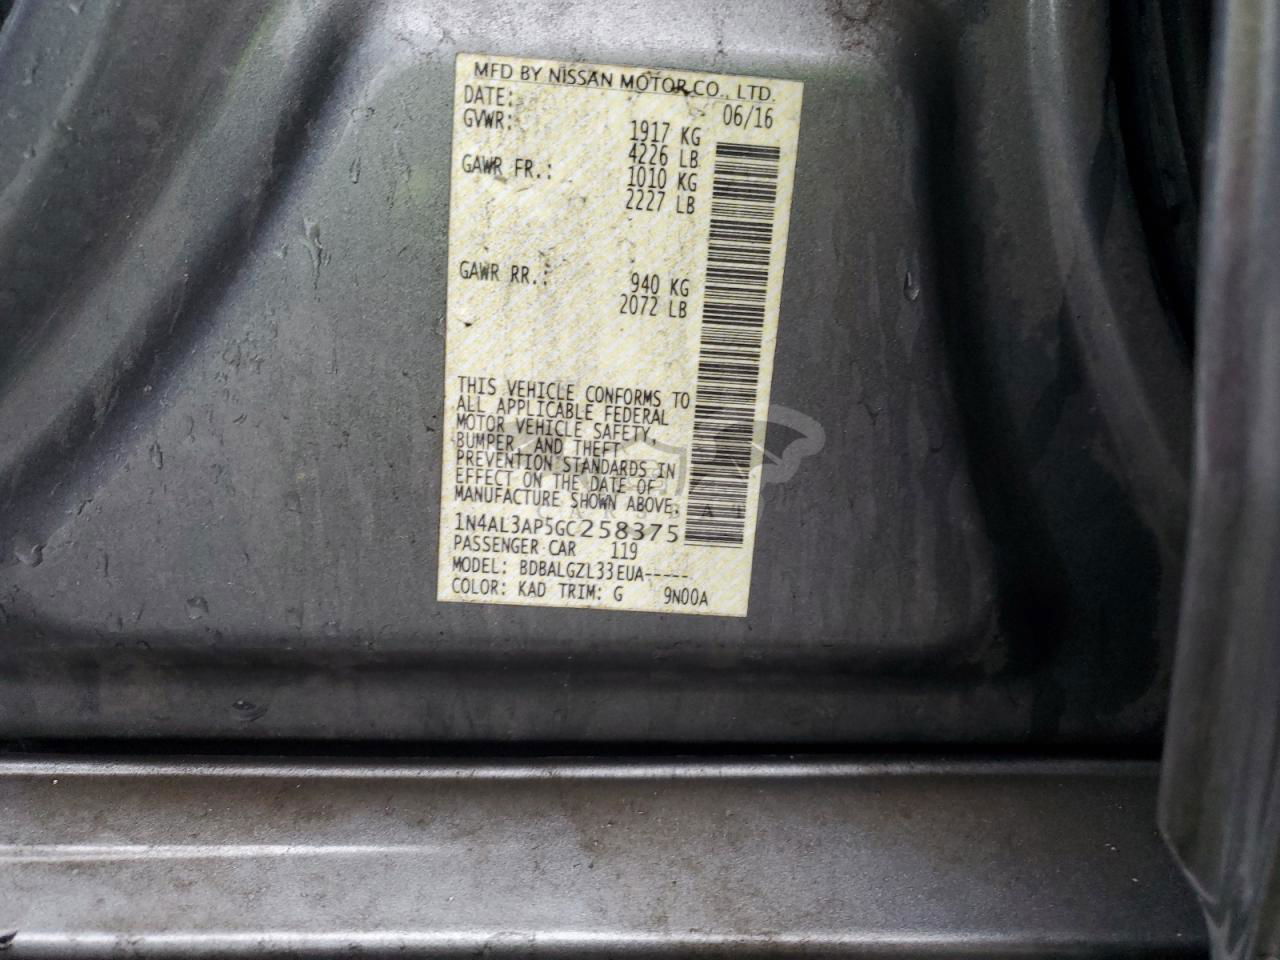 MFD BY NISSAN MOTOR CO., LTD.
DATE: 06/16
GVWR: 1917 KG
4226 LB
GAWR FR.: 1010 KG
2227 LB
GAWR RR.: 940 KG
2072 LB
THIS VEHICLE CONFORMS TO
ALL APPLICABLE FEDERAL
MOTOR VEHICLE SAFETY,
BUMPER, AND THEFT
PREVENTION STANDARDS IN
EFFECT ON THE DATE OF
MANUFACTURE SHOWN ABOVE.
1N4AL3AP5GC258375
PASSENGER CAR 119
MODEL: BDBALGZL33EUA-----
COLOR: KAD TRIM: G 9N00A